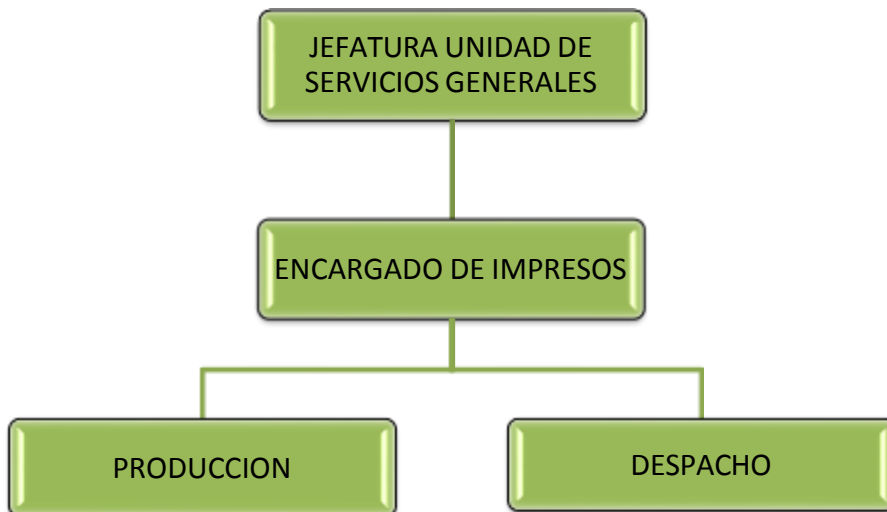 JEFATURA UNIDAD DE
SERVICIOS GENERALES
ENCARGADO DE IMPRESOS
PRODUCCION
DESPACHO